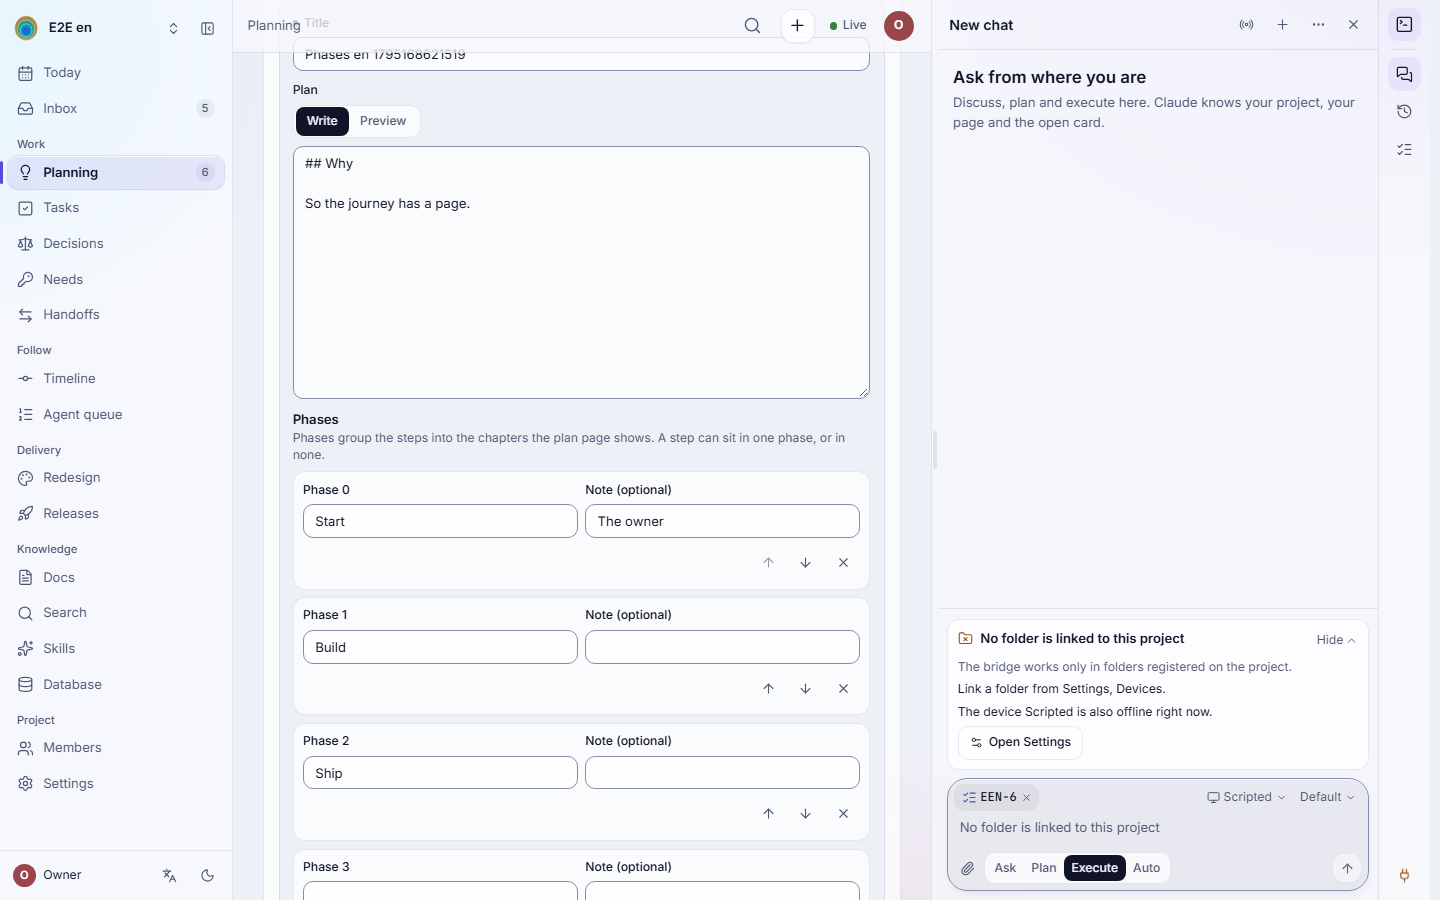 E2E en
Today
Inbox
5
Work
Planning
6
Tasks
Decisions
Needs
Handoffs
Follow
Timeline
Agent queue
Delivery
Redesign
Releases
Knowledge
Docs
Search
Skills
Database
Project
Members
Settings
O
Owner
Planning
Title
Live
O
Phases en 1795168621519
Plan
Write
Preview
## Why
So the journey has a page.
Phases
Phases group the steps into the chapters the plan page shows. A step can sit in one phase, or in
none.
Phase 0
Note (optional)
Start
The owner
Phase 1
Note (optional)
Build
Phase 2
Note (optional)
Ship
Phase 3
Note (optional)
New chat
Ask from where you are
Discuss, plan and execute here. Claude knows your project, your
page and the open card.
No folder is linked to this project
Hide
The bridge works only in folders registered on the project.
Link a folder from Settings, Devices.
The device Scripted is also offline right now.
Open Settings
EEN-6
Scripted
Default
No folder is linked to this project
Ask
Plan
Execute
Auto